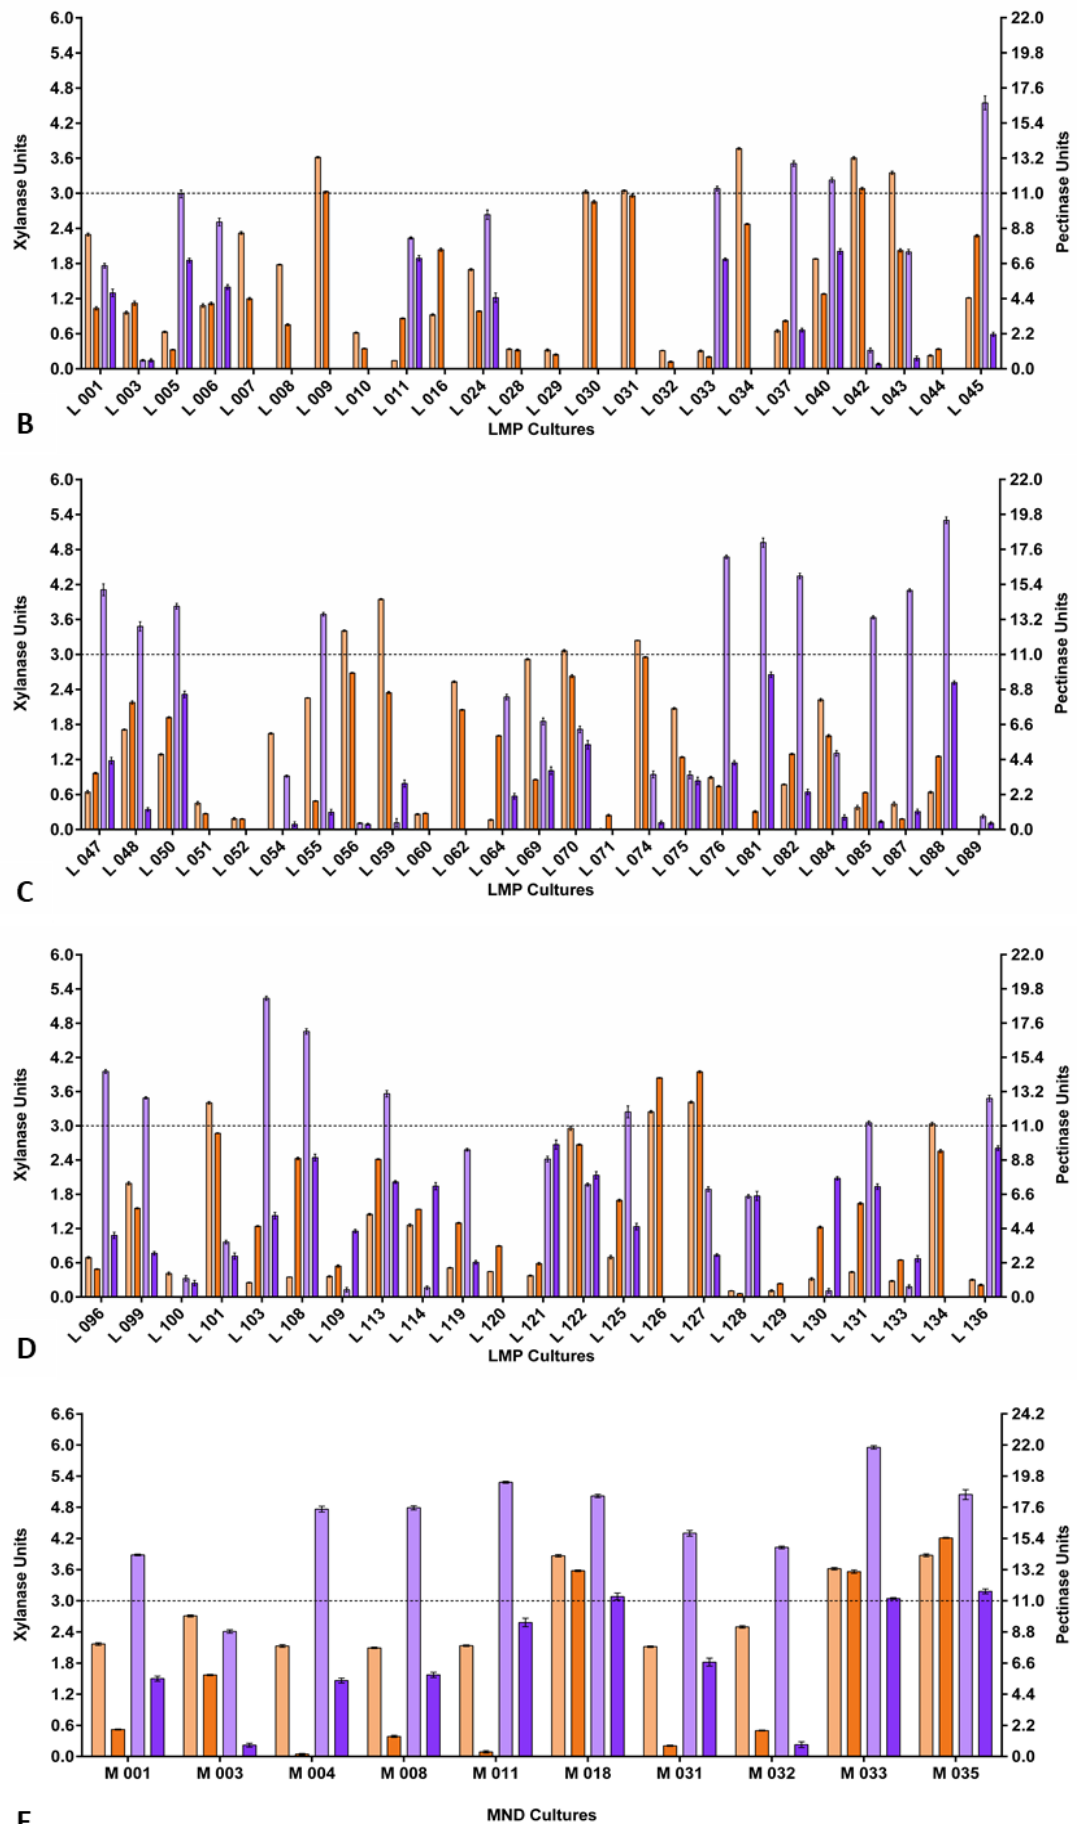 6.0 22.0
5.4 19.8
4.8 17.6
4.2 15.4
3.6 13.2
3.0 11.0
2.4 8.8
1.8 6.6
1.2 4.4
0.6 2.2
0.0 0.0
Xylanase Units
Pectinase Units
L 001 L 003 L 005 L 006 L 007 L 008 L 009 L 010 L 011 L 016 L 024 L 028 L 029 L 030 L 031 L 032 L 033 L 034 L 037 L 040 L 042 L 043 L 044 L 045
B
LMP Cultures
6.0 22.0
5.4 19.8
4.8 17.6
4.2 15.4
3.6 13.2
3.0 11.0
2.4 8.8
1.8 6.6
1.2 4.4
0.6 2.2
0.0 0.0
Xylanase Units
Pectinase Units
L 047 L 048 L 050 L 051 L 052 L 054 L 055 L 056 L 059 L 060 L 062 L 064 L 069 L 070 L 071 L 074 L 075 L 076 L 081 L 082 L 084 L 085 L 087 L 088 L 089
C
LMP Cultures
6.0 22.0
5.4 19.8
4.8 17.6
4.2 15.4
3.6 13.2
3.0 11.0
2.4 8.8
1.8 6.6
1.2 4.4
0.6 2.2
0.0 0.0
Xylanase Units
Pectinase Units
L 096 L 099 L 100 L 101 L 103 L 108 L 109 L 113 L 114 L 119 L 120 L 121 L 122 L 125 L 126 L 127 L 128 L 129 L 130 L 131 L 133 L 134 L 136
D
LMP Cultures
6.6 24.2
6.0 22.0
5.4 19.8
4.8 17.6
4.2 15.4
3.6 13.2
3.0 11.0
2.4 8.8
1.8 6.6
1.2 4.4
0.6 2.2
0.0 0.0
Xylanase Units
Pectinase Units
M 001 M 003 M 004 M 008 M 011 M 018 M 031 M 032 M 033 M 035
MND Cultures